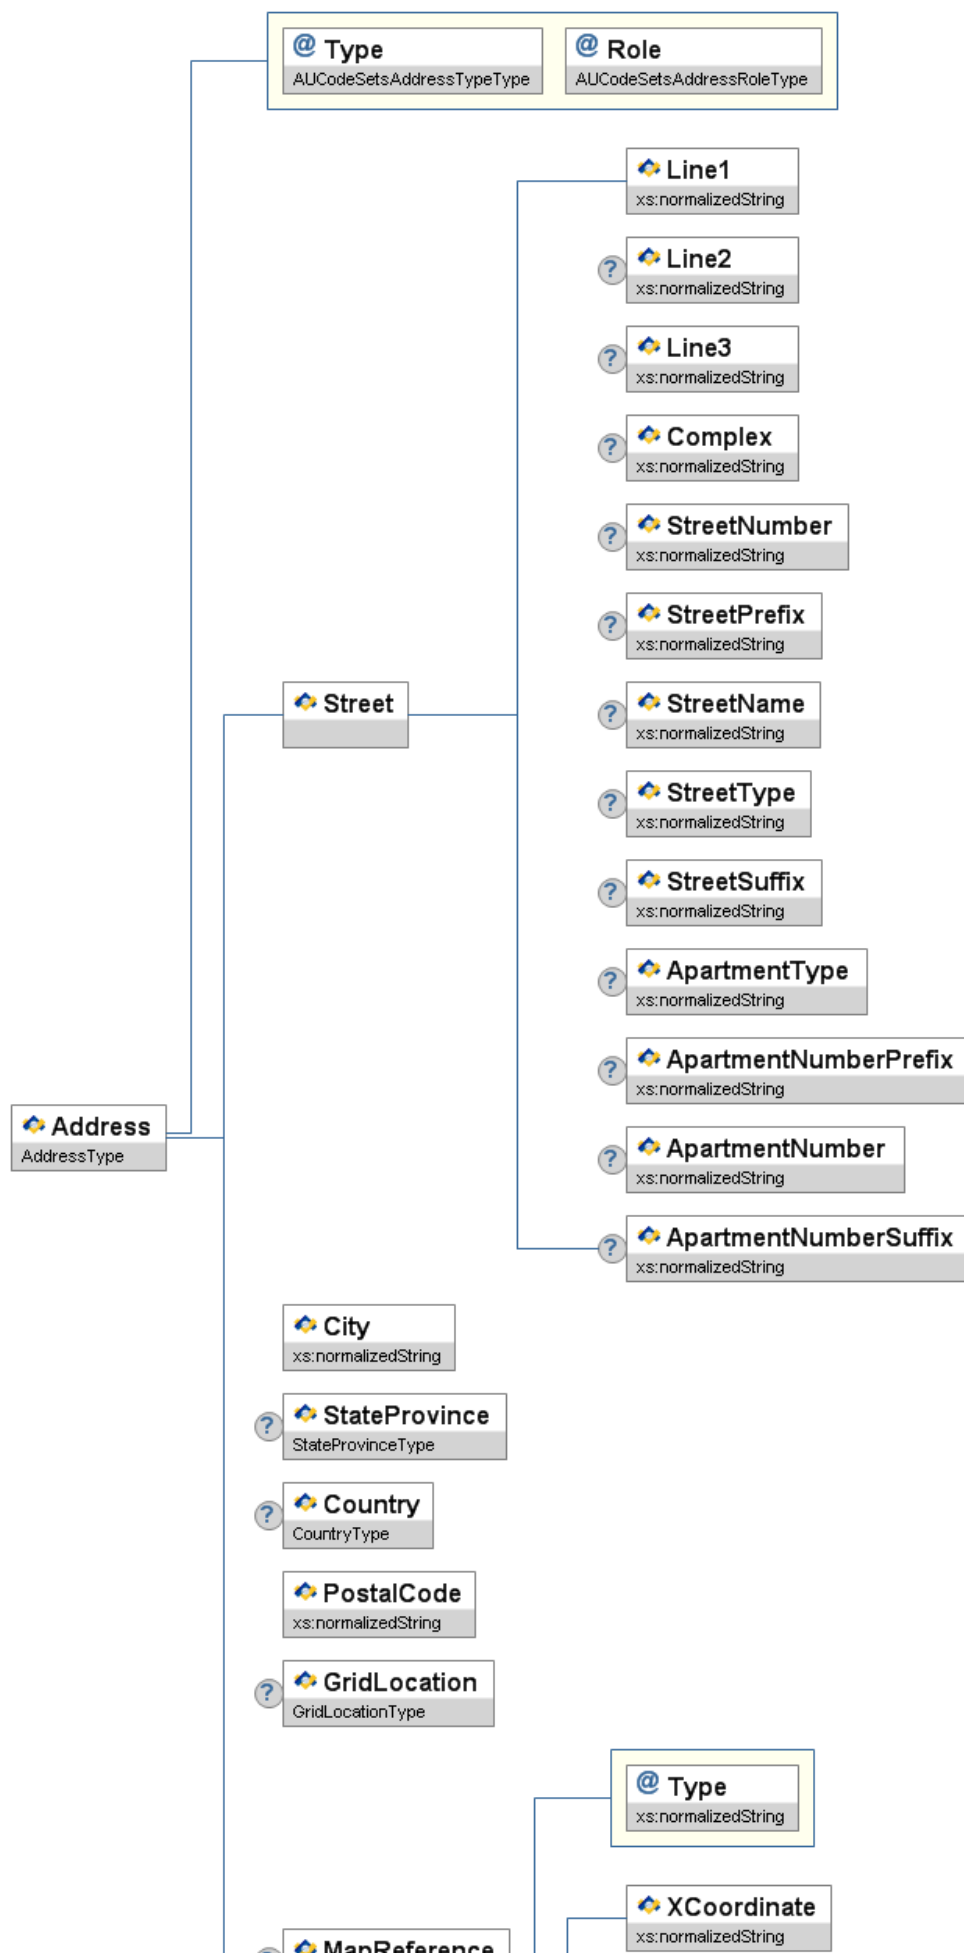 @ Type
AUCodeSetsAddressTypeType
@ Role
AUCodeSetsAddressRoleType
Line1
xs:normalizedString
? Line2
xs:normalizedString
? Line3
xs:normalizedString
? Complex
xs:normalizedString
? StreetNumber
xs:normalizedString
? StreetPrefix
xs:normalizedString
Street
? StreetName
xs:normalizedString
? StreetType
xs:normalizedString
? StreetSuffix
xs:normalizedString
? ApartmentType
xs:normalizedString
? ApartmentNumberPrefix
xs:normalizedString
Address
AddressType
? ApartmentNumber
xs:normalizedString
? ApartmentNumberSuffix
xs:normalizedString
City
xs:normalizedString
? StateProvince
StateProvinceType
? Country
CountryType
PostalCode
xs:normalizedString
? GridLocation
GridLocationType
@ Type
xs:normalizedString
XCoordinate
xs:normalizedString
MapReference